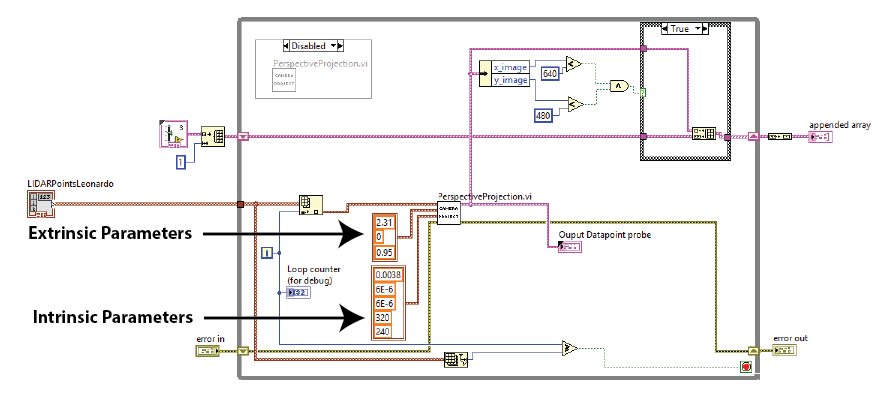 Disabled
True
PerspectiveProjection.vi
CAMERA
PROJECT
x_image
y_image
640
480
1
appended array
LIDARPointsLeonardo
123
PerspectiveProjection.vi
CAMERA
PROJECT
Extrinsic Parameters
2.31
0
0.95
Ouput Datapoint probe
i
Loop counter
(for debug)
I32
0.0038
6E-6
6E-6
320
240
Intrinsic Parameters
error in
error out